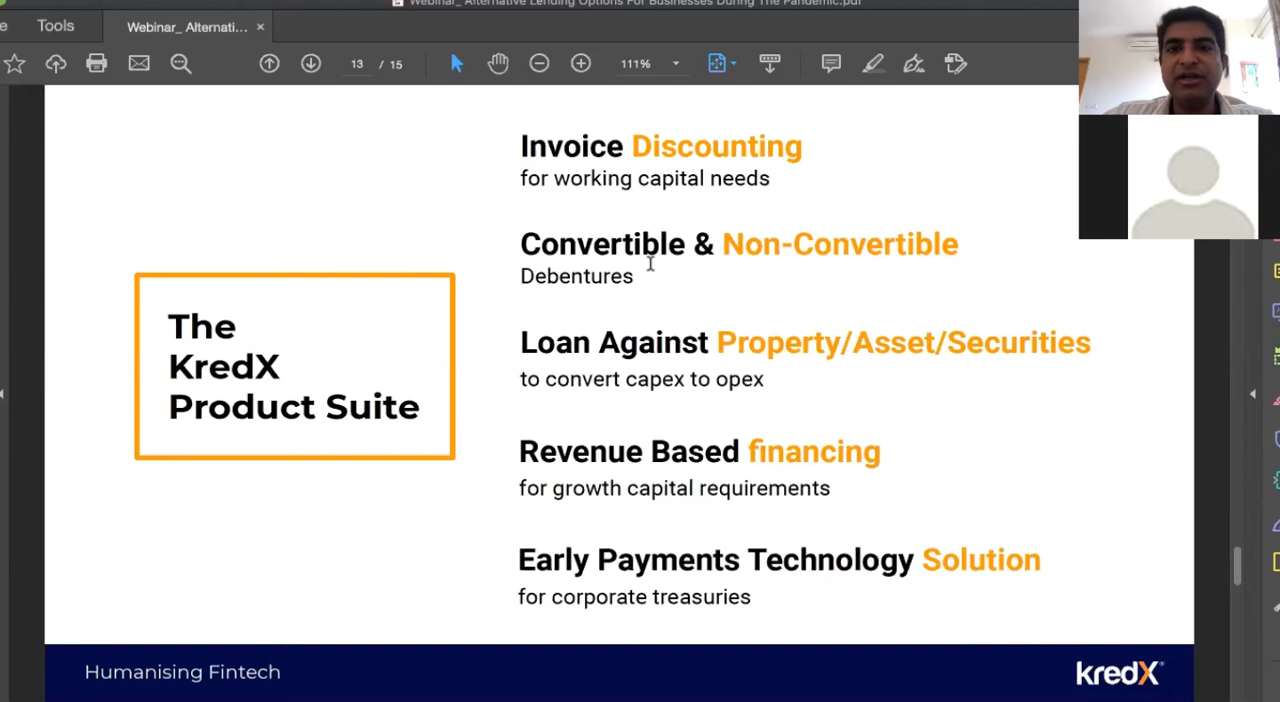 Webinar_ Alternative Lending Options For Businesses During The Pandemic.pdf
Tools
Webinar_ Alternati... ×
13 / 15
111%
Invoice Discounting
for working capital needs
Convertible & Non-Convertible
Debentures
The
KredX
Product Suite
Loan Against Property/Asset/Securities
to convert capex to opex
Revenue Based financing
for growth capital requirements
Early Payments Technology Solution
for corporate treasuries
Humanising Fintech
kredX